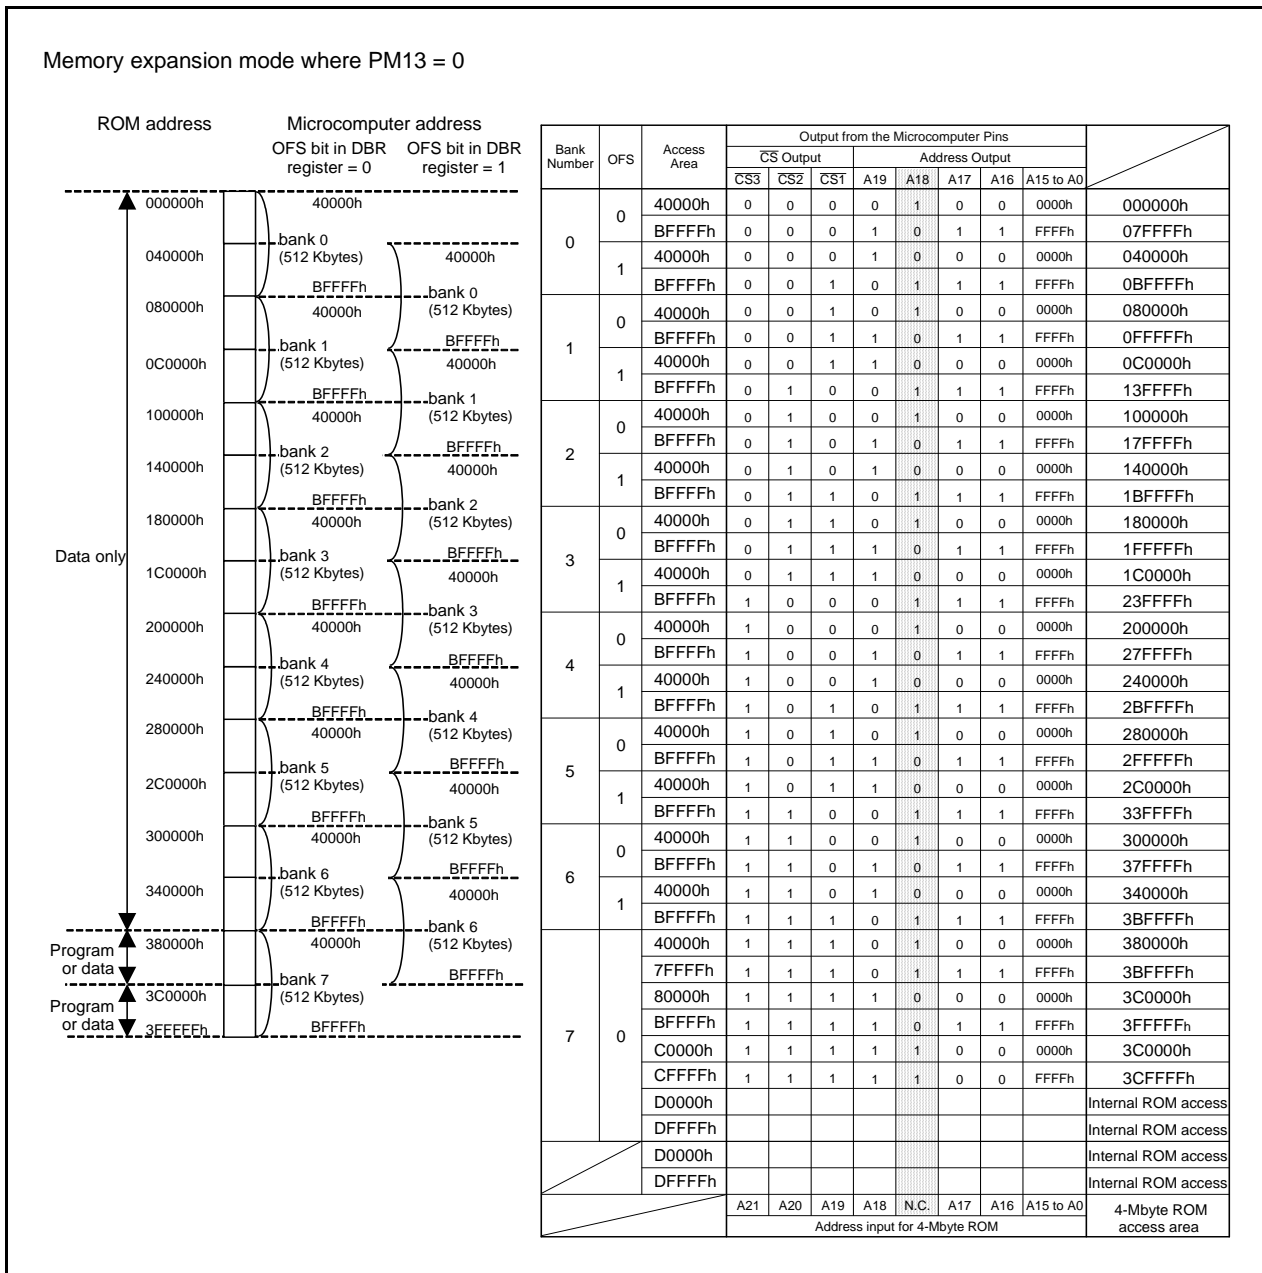 Memory expansion mode where PM13 = 0
ROM address
Microcomputer address
OFS bit in DBR register = 0
OFS bit in DBR register = 1
000000h 40000h
bank 0
040000h (512 Kbytes) 40000h
BFFFFh bank 0
080000h 40000h (512 Kbytes)
bank 1 BFFFFh
0C0000h (512 Kbytes) 40000h
BFFFFh bank 1
100000h 40000h (512 Kbytes)
bank 2 BFFFFh
140000h (512 Kbytes) 40000h
BFFFFh bank 2
180000h 40000h (512 Kbytes)
Data only bank 3 BFFFFh
1C0000h (512 Kbytes) 40000h
BFFFFh bank 3
200000h 40000h (512 Kbytes)
bank 4 BFFFFh
240000h (512 Kbytes) 40000h
BFFFFh bank 4
280000h 40000h (512 Kbytes)
bank 5 BFFFFh
2C0000h (512 Kbytes) 40000h
BFFFFh bank 5
300000h 40000h (512 Kbytes)
bank 6 BFFFFh
340000h (512 Kbytes) 40000h
BFFFFh bank 6
Program or data 380000h 40000h (512 Kbytes)
bank 7 BFFFFh
Program or data 3C0000h (512 Kbytes)
3FFFFFh BFFFFh
Bank Number OFS Access Area Output from the Microcomputer Pins
CS Output Address Output
CS3 CS2 CS1 A19 A18 A17 A16 A15 to A0
0 0 40000h 0 0 0 0 1 0 0 0000h 000000h
BFFFFh 0 0 0 1 0 1 1 FFFFh 07FFFFh
1 40000h 0 0 0 1 0 0 0 0000h 040000h
BFFFFh 0 0 1 0 1 1 1 FFFFh 0BFFFFh
1 0 40000h 0 0 1 0 1 0 0 0000h 080000h
BFFFFh 0 0 1 1 0 1 1 FFFFh 0FFFFFh
1 40000h 0 0 1 1 0 0 0 0000h 0C0000h
BFFFFh 0 1 0 0 1 1 1 FFFFh 13FFFFh
2 0 40000h 0 1 0 0 1 0 0 0000h 100000h
BFFFFh 0 1 0 1 0 1 1 FFFFh 17FFFFh
1 40000h 0 1 0 1 0 0 0 0000h 140000h
BFFFFh 0 1 1 0 1 1 1 FFFFh 1BFFFFh
3 0 40000h 0 1 1 0 1 0 0 0000h 180000h
BFFFFh 0 1 1 1 0 1 1 FFFFh 1FFFFFh
1 40000h 0 1 1 1 0 0 0 0000h 1C0000h
BFFFFh 1 0 0 0 1 1 1 FFFFh 23FFFFh
4 0 40000h 1 0 0 0 1 0 0 0000h 200000h
BFFFFh 1 0 0 1 0 1 1 FFFFh 27FFFFh
1 40000h 1 0 0 1 0 0 0 0000h 240000h
BFFFFh 1 0 1 0 1 1 1 FFFFh 2BFFFFh
5 0 40000h 1 0 1 0 1 0 0 0000h 280000h
BFFFFh 1 0 1 1 0 1 1 FFFFh 2FFFFFh
1 40000h 1 0 1 1 0 0 0 0000h 2C0000h
BFFFFh 1 1 0 0 1 1 1 FFFFh 33FFFFh
6 0 40000h 1 1 0 0 1 0 0 0000h 300000h
BFFFFh 1 1 0 1 0 1 1 FFFFh 37FFFFh
1 40000h 1 1 0 1 0 0 0 0000h 340000h
BFFFFh 1 1 1 0 1 1 1 FFFFh 3BFFFFh
7 0 40000h 1 1 1 0 1 0 0 0000h 380000h
7FFFFh 1 1 1 0 1 1 1 FFFFh 3BFFFFh
80000h 1 1 1 1 0 0 0 0000h 3C0000h
BFFFFh 1 1 1 1 0 1 1 FFFFh 3FFFFFh
C0000h 1 1 1 1 1 0 0 0000h 3C0000h
CFFFFh 1 1 1 1 1 0 0 FFFFh 3CFFFFh
D0000h Internal ROM access
DFFFFh Internal ROM access
D0000h Internal ROM access
DFFFFh Internal ROM access
A21 A20 A19 A18 N.C. A17 A16 A15 to A0 4-Mbyte ROM access area
Address input for 4-Mbyte ROM